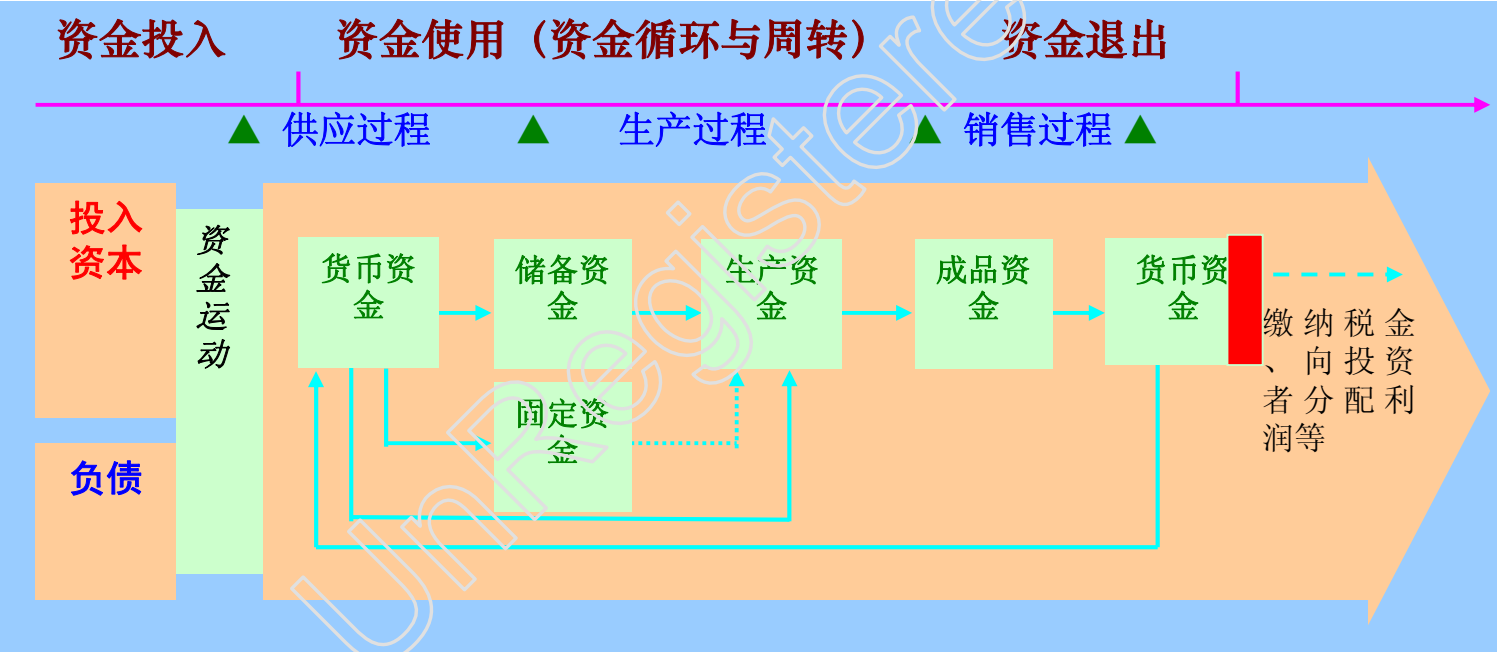 资金投入
资金使用（资金循环与周转）
资金退出
供应过程
生产过程
销售过程
投入
资本
负债
资
金
运
动
货币资
金
储备资
金
生产资
金
成品资
金
货币资
金
固定资
金
缴纳税金
、向投资
者分配利
润等
UnRegistere